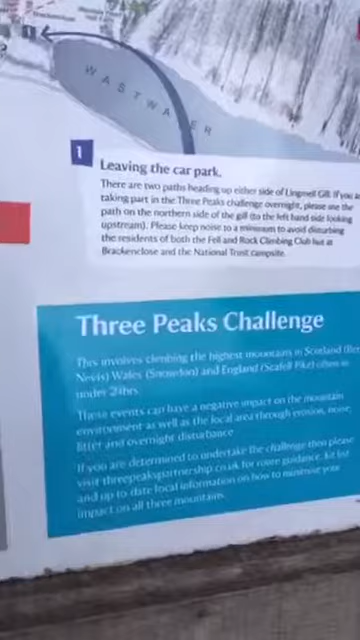 WASTWATER
1
Leaving the car park.
There are two paths heading up either side of Lingmell Gill. If you are
taking part in the Three Peaks challenge overnight, please use the
path on the northern side of the gill (to the left hand side looking
upstream). Please keep noise to a minimum to avoid disturbing
the residents of both the Fell and Rock Climbing Club hut at
Brackenclose and the National Trust campsite.
Three Peaks Challenge
This involves climbing the highest mountains in Scotland (Ben
Nevis) Wales (Snowdon) and England (Scafell Pike) often in
under 24hrs.
These events can have a negative impact on the mountain
environment as well as the local area through erosion, noise,
litter and overnight disturbance.
If you are determined to undertake the challenge then please
visit threepeakspartnership.co.uk for route guidance, kit list
and up to date local information on how to minimise your
impact on all three mountains.